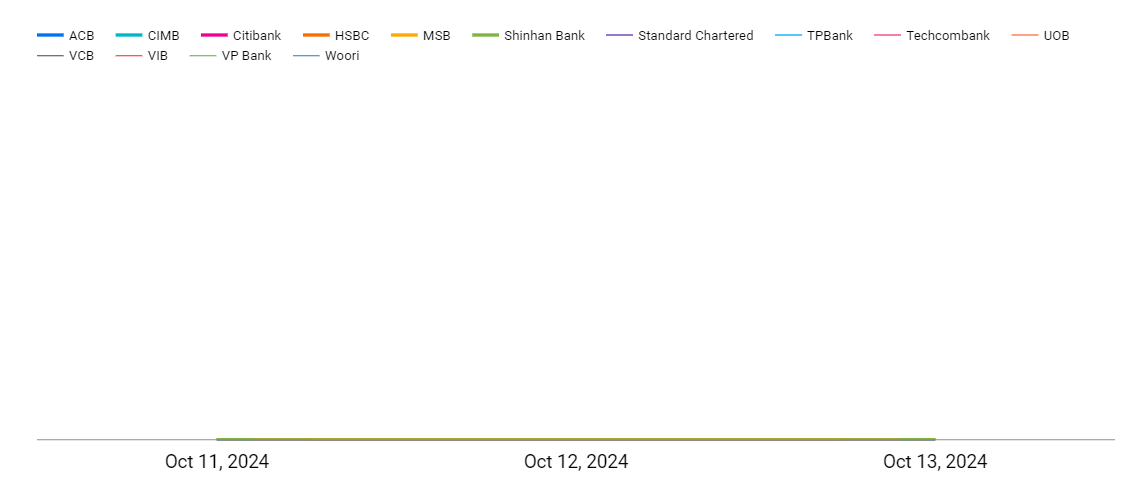 ACB CIMB Citibank HSBC MSB Shinhan Bank Standard Chartered TPBank Techcombank UOB
VCB VIB VP Bank Woori
Oct 11, 2024 Oct 12, 2024 Oct 13, 2024